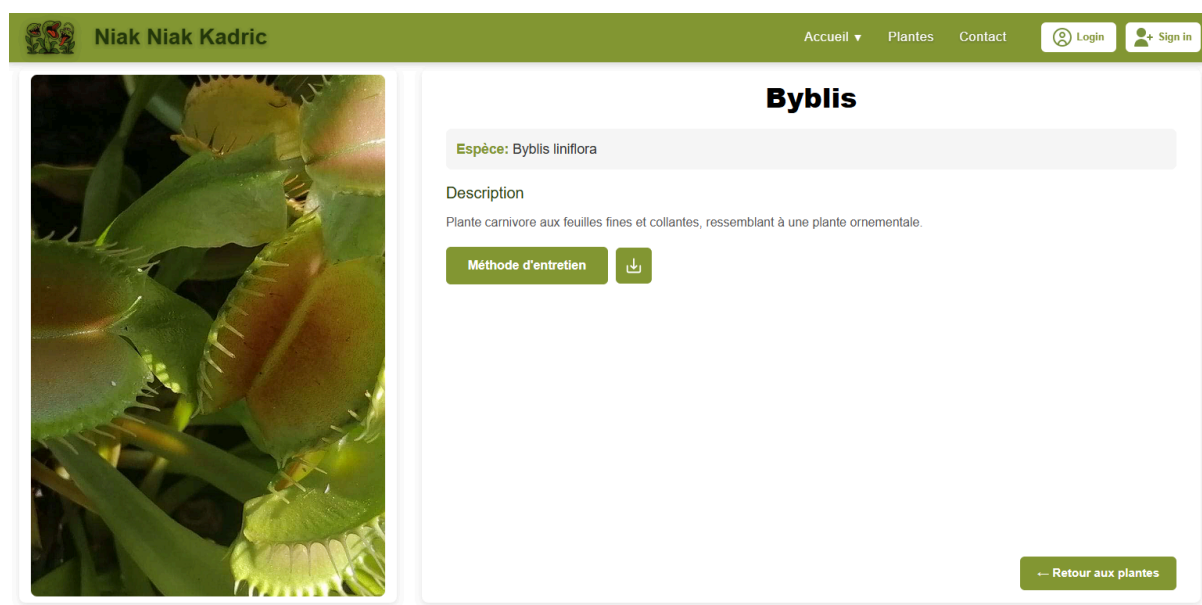 Niak Niak Kadric
Accueil ▾
Plantes
Contact
Login
Sign in
Byblis
Espèce: Byblis liniflora
Description
Plante carnivore aux feuilles fines et collantes, ressemblant à une plante ornementale.
Méthode d'entretien
← Retour aux plantes